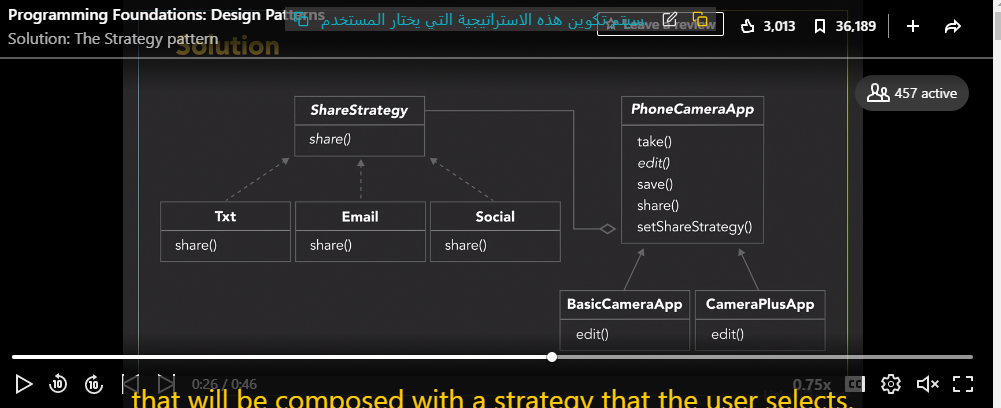 Programming Foundations: Design Patterns
سيتم تكوين هذه الاستراتيجية التي يختار المستخدم
Solution: The Strategy pattern
Leave a review
3,013
36,189
Solution
457 active
ShareStrategy
share()
PhoneCameraApp
take()
edit()
save()
share()
setShareStrategy()
Txt
share()
Email
share()
Social
share()
BasicCameraApp
edit()
CameraPlusApp
edit()
10
10
0:26 / 0:46
0.75x
CC
that will be composed with a strategy that the user selects.